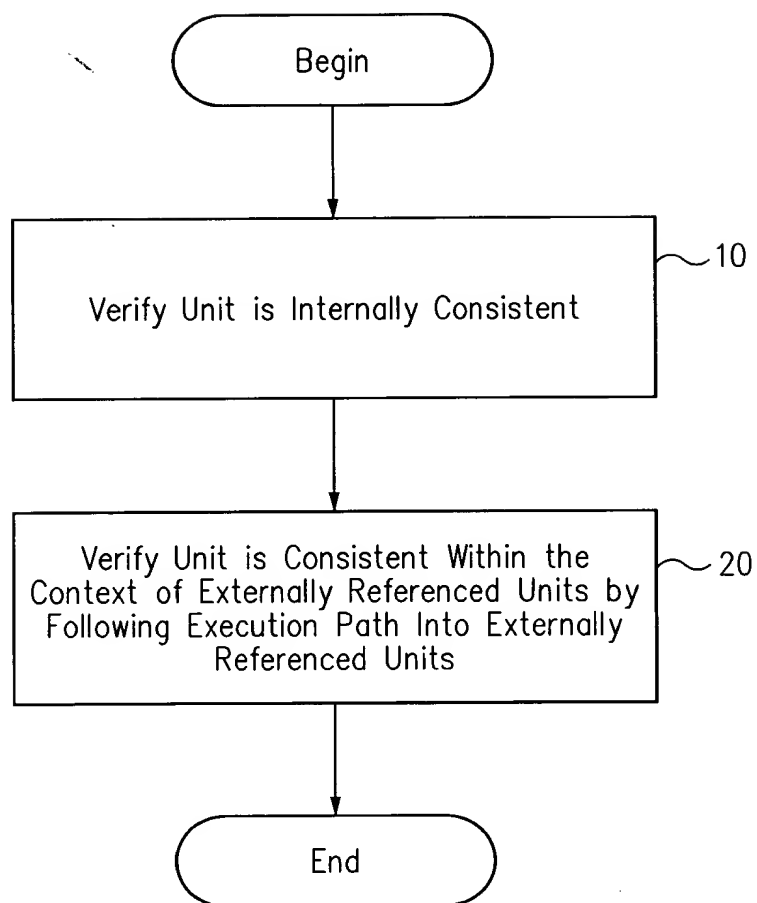 Begin
Verify Unit is Internally Consistent
10
Verify Unit is Consistent Within the
Context of Externally Referenced Units by
Following Execution Path Into Externally
Referenced Units
20
End